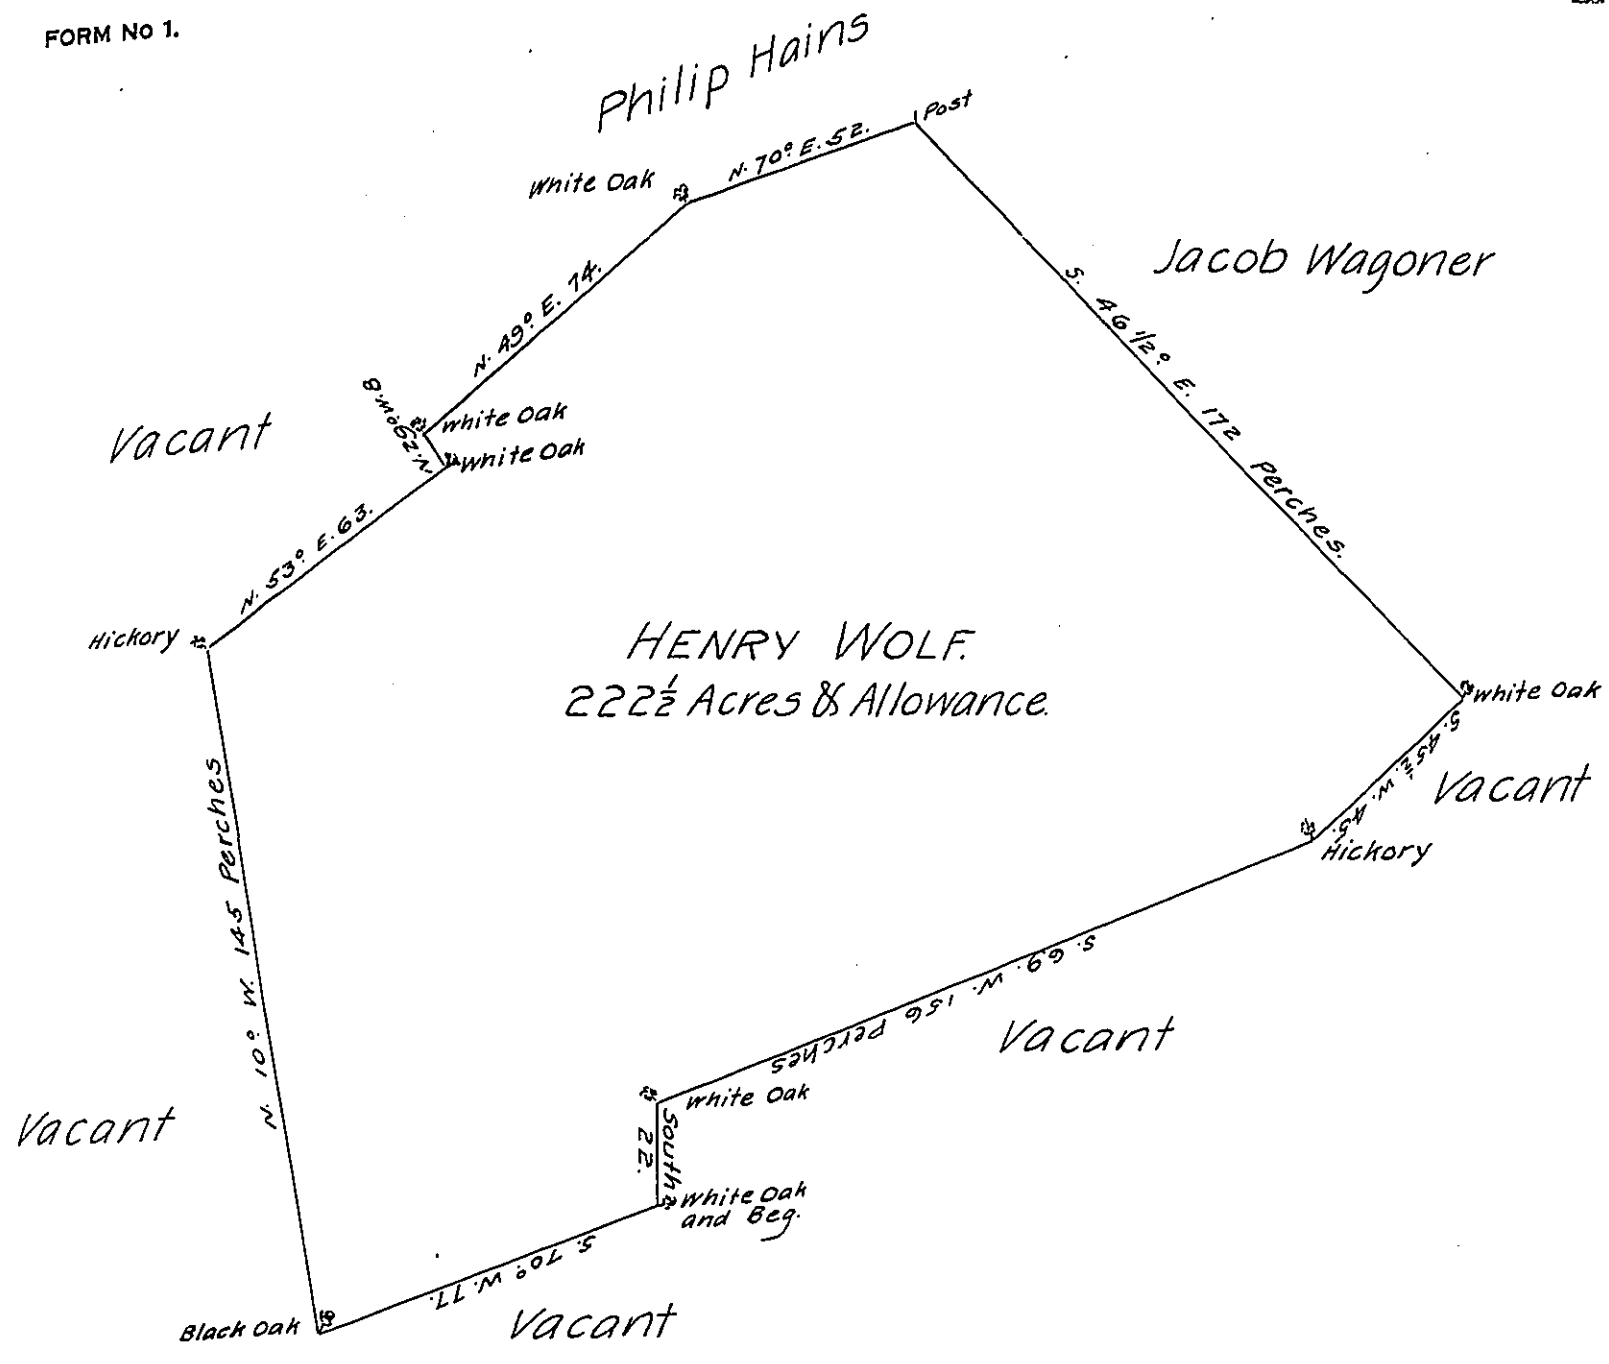 FORM No 1.
Philip Hains
Post
N. 70° E. 52.
White Oak
Jacob Wagoner
S. 46 1/2° E. 172 Perches.
N. 49° E. 74.
White Oak
White Oak
Vacant
N. 53° E. 63.
Hickory
HENRY WOLF.
222½ Acres & Allowance.
White Oak
S. 45½ W. 45.
Vacant
Hickory
N. 10° W. 145 Perches
S. 69. W. 156 Perches
Vacant
White Oak
South
22.
Vacant
White Oak
and Beg.
S. 70° W. 77.
Black Oak
Vacant